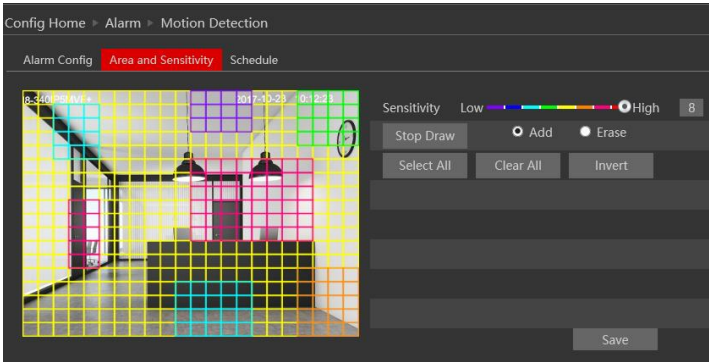 Config Home ▸ Alarm ▸ Motion Detection
Alarm Config Area and Sensitivity Schedule
2017-10-23
Sensitivity Low High 8
Stop Draw Add Erase
Select All Clear All Invert
Save